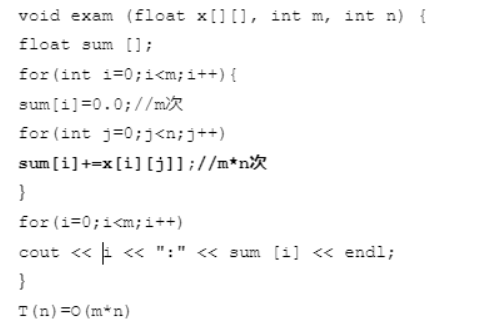 void exam (float x[][], int m, int n) {
float sum [];
for(int i=0;i<m;i++){
sum[i]=0.0;//m次
for(int j=0;j<n;j++)
sum[i]+=x[i][j]];//m*n次
}
for(i=0;i<m;i++)
cout << i << ":" << sum [i] << endl;
}
T(n)=O(m*n)